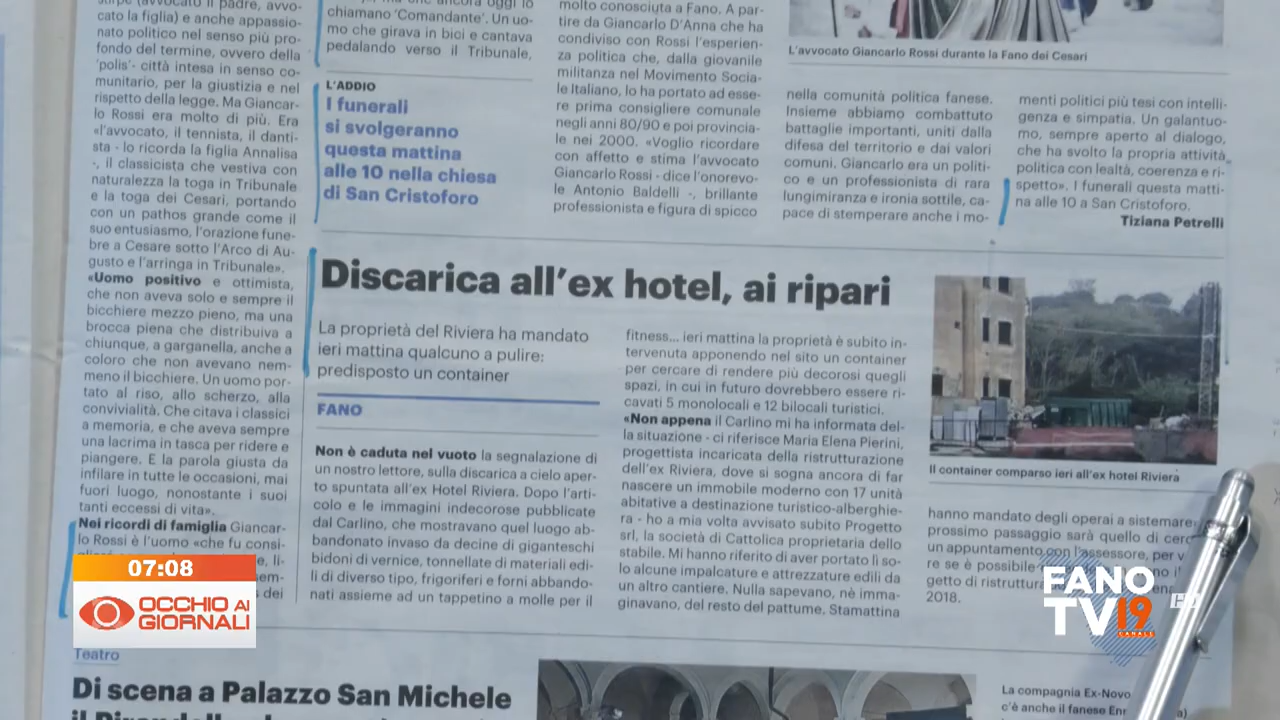 stirpe (avvocato il padre, avvo-
cato la figlia) e anche appassio-
nato politico nel senso più pro-
fondo del termine, ovvero della
'polis'- città intesa in senso co-
munitario, per la giustizia e nel
rispetto della legge. Ma Giancar-
lo Rossi era molto di più. Era
«l'avvocato, il tennista, il danti-
sta - lo ricorda la figlia Annalisa
-, il classicista che vestiva con
naturalezza la toga in Tribunale
e la toga dei Cesari, portando
con un pathos grande come il
suo entusiasmo, l'orazione fune-
bre a Cesare sotto l'Arco di Au-
gusto e l'arringa in Tribunale».
«Uomo positivo e ottimista,
che non aveva solo e sempre il
bicchiere mezzo pieno, ma una
brocca piena che distribuiva a
chiunque, a garganella, anche a
coloro che non avevano nem-
meno il bicchiere. Un uomo por-
tato al riso, allo scherzo, alla
convivialità. Che citava i classici
a memoria, e che aveva sempre
una lacrima in tasca per ridere e
piangere. E la parola giusta da
infilare in tutte le occasioni, mai
fuori luogo, nonostante i suoi
tanti eccessi di vita».
Nei ricordi di famiglia Giancar-
lo Rossi è l'uomo «che fu consi-
dei
che ancora oggi lo
chiamano 'Comandante'. Un uo-
mo che girava in bici e cantava
pedalando verso il Tribunale,
L'ADDIO
I funerali
si svolgeranno
questa mattina
alle 10 nella chiesa
di San Cristoforo
molto conosciuta a Fano. A par-
tire da Giancarlo D'Anna che ha
condiviso con Rossi l'esperien-
za politica che, dalla giovanile
militanza nel Movimento Socia-
le Italiano, lo ha portato ad esse-
re prima consigliere comunale
negli anni 80/90 e poi provincia-
le nei 2000. «Voglio ricordare
con affetto e stima l'avvocato
Giancarlo Rossi - dice l'onorevo-
le Antonio Baldelli -, brillante
professionista e figura di spicco
L'avvocato Giancarlo Rossi durante la Fano dei Cesari
nella comunità politica fanese.
Insieme abbiamo combattuto
battaglie importanti, uniti dalla
difesa del territorio e dai valori
comuni. Giancarlo era un politi-
co e un professionista di rara
lungimiranza e ironia sottile, ca-
pace di stemperare anche i mo-
menti politici più tesi con intelli-
genza e simpatia. Un galantuo-
mo, sempre aperto al dialogo,
che ha svolto la propria attività
politica con lealtà, coerenza e ri-
spetto». I funerali questa matti-
na alle 10 a San Cristoforo.
Tiziana Petrelli
Discarica all'ex hotel, ai ripari
La proprietà del Riviera ha mandato
ieri mattina qualcuno a pulire:
predisposto un container
FANO
Non è caduta nel vuoto la segnalazione di
un nostro lettore, sulla discarica a cielo aper-
to spuntata all'ex Hotel Riviera. Dopo l'arti-
colo e le immagini indecorose pubblicate
dal Carlino, che mostravano quel luogo ab-
bandonato invaso da decine di giganteschi
bidoni di vernice, tonnellate di materiali edi-
li di diverso tipo, frigoriferi e forni abbando-
nati assieme ad un tappetino a molle per il
fitness... ieri mattina la proprietà è subito in-
tervenuta apponendo nel sito un container
per cercare di rendere più decorosi quegli
spazi, in cui in futuro dovrebbero essere ri-
cavati 5 monolocali e 12 bilocali turistici.
«Non appena il Carlino mi ha informata del-
la situazione - ci riferisce Maria Elena Pierini,
progettista incaricata della ristrutturazione
dell'ex Riviera, dove si sogna ancora di far
nascere un immobile moderno con 17 unità
abitative a destinazione turistico-alberghie-
ra - ho a mia volta avvisato subito Progetto
srl, la società di Cattolica proprietaria dello
stabile. Mi hanno riferito di aver portato lì so-
lo alcune impalcature e attrezzature edili da
un altro cantiere. Nulla sapevano, nè imma-
ginavano, del resto del pattume. Stamattina
Il container comparso ieri all'ex hotel Riviera
hanno mandato degli operai a sistemare
prossimo passaggio sarà quello di
un appuntamento con l'assessore, per
re se è possibile
getto di
2018.
Teatro
Di scena a Palazzo San Michele
La compagnia Ex-Novo
c'è anche il fanese
07:08
OCCHIO AI
GIORNALI
FANO
TV19
CANALE
HD